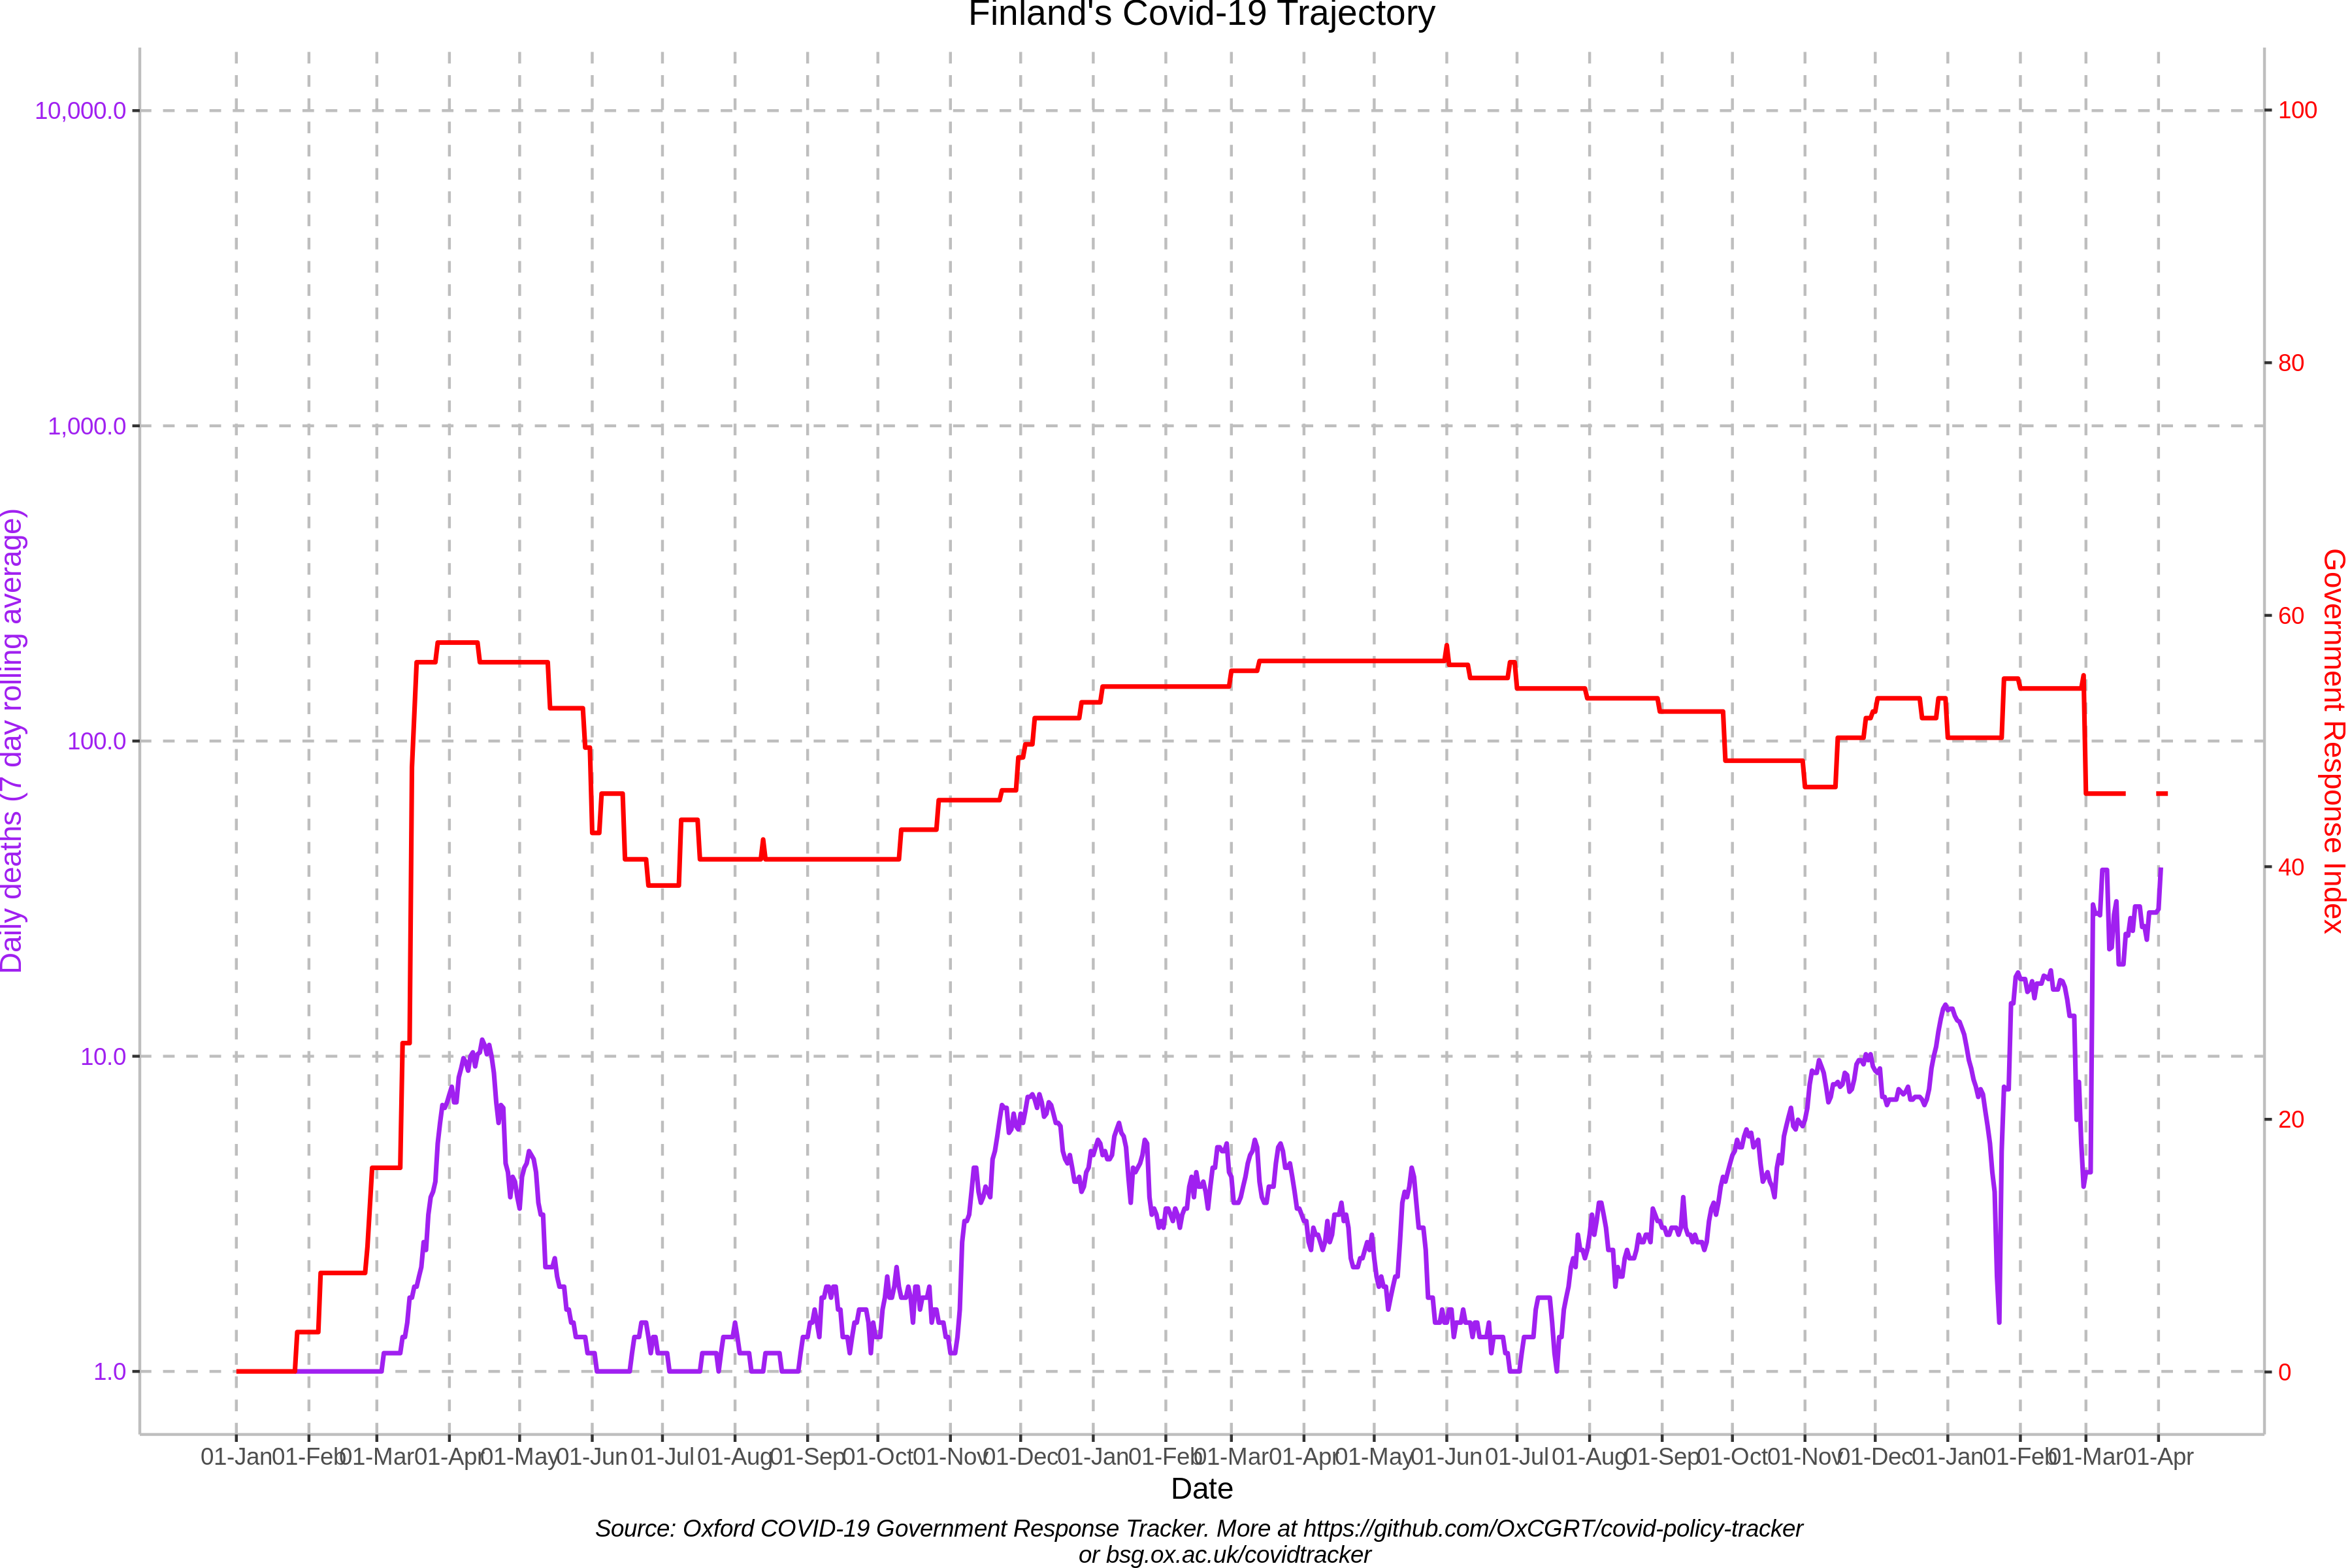 Finland's Covid-19 Trajectory
10,000.0
1,000.0
100.0
10.0
1.0
Daily deaths (7 day rolling average)
100
80
60
40
20
0
Government Response Index
01-Jan 01-Feb 01-Mar 01-Apr 01-May 01-Jun 01-Jul 01-Aug 01-Sep 01-Oct 01-Nov 01-Dec 01-Jan 01-Feb 01-Mar 01-Apr 01-May 01-Jun 01-Jul 01-Aug 01-Sep 01-Oct 01-Nov 01-Dec 01-Jan 01-Feb 01-Mar 01-Apr
Date
Source: Oxford COVID-19 Government Response Tracker. More at https://github.com/OxCGRT/covid-policy-tracker
or bsg.ox.ac.uk/covidtracker